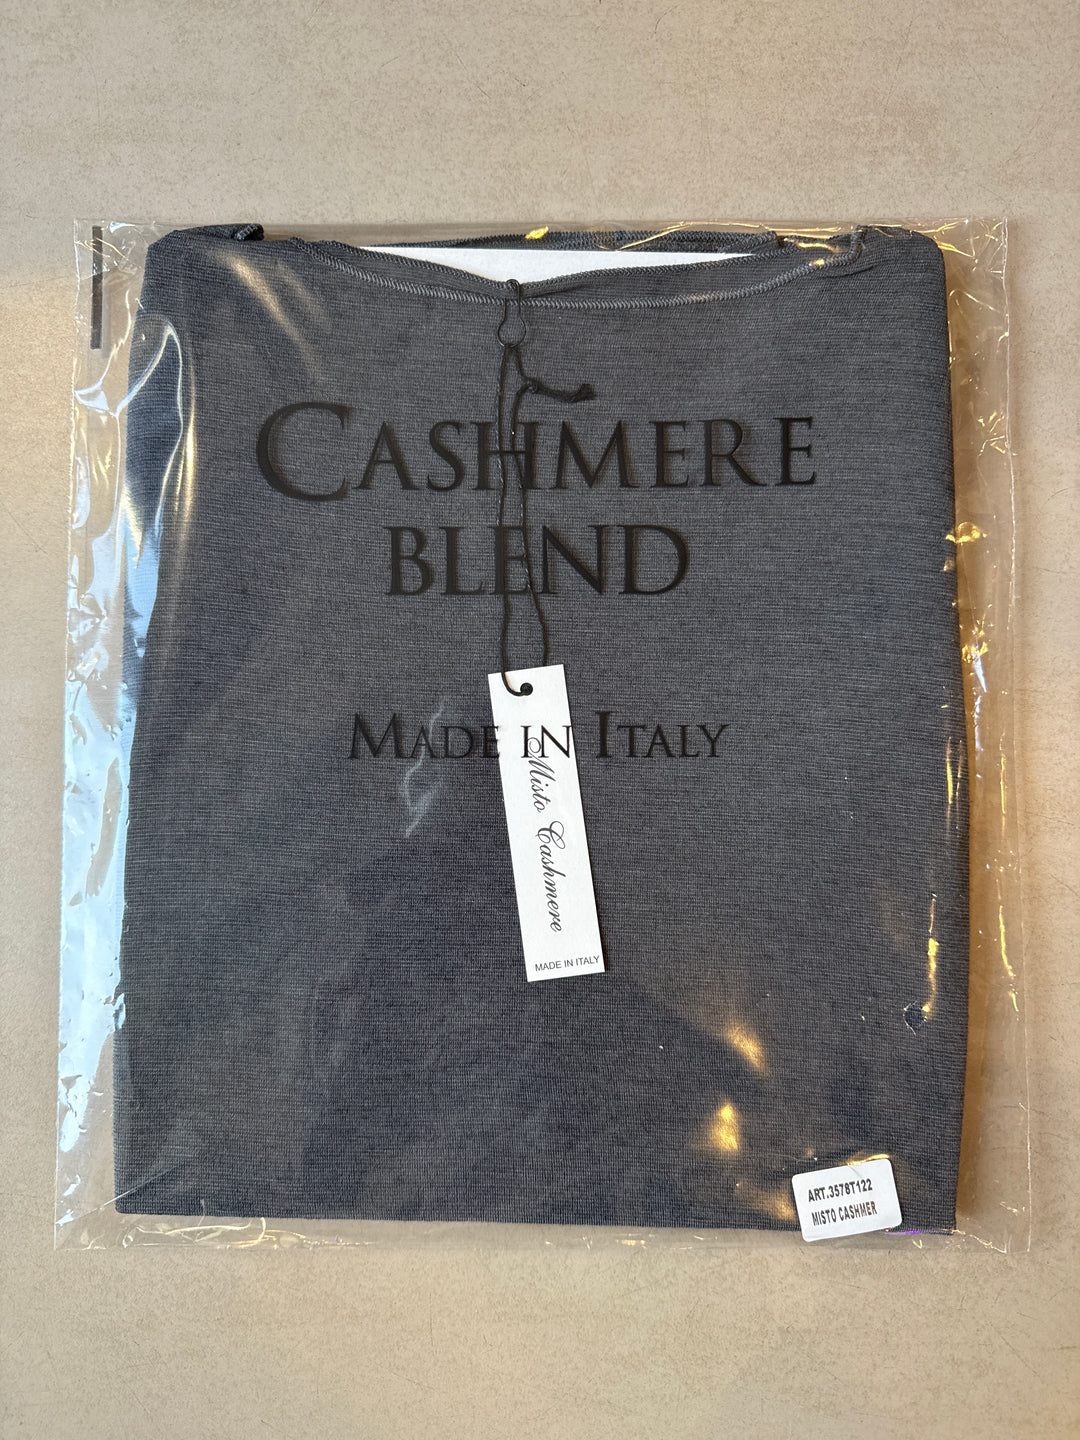 CASHMERE
BLEND
MADE IN ITALY
Misto Cashmere
MADE IN ITALY
ART.3578T122
MISTO CASHMER